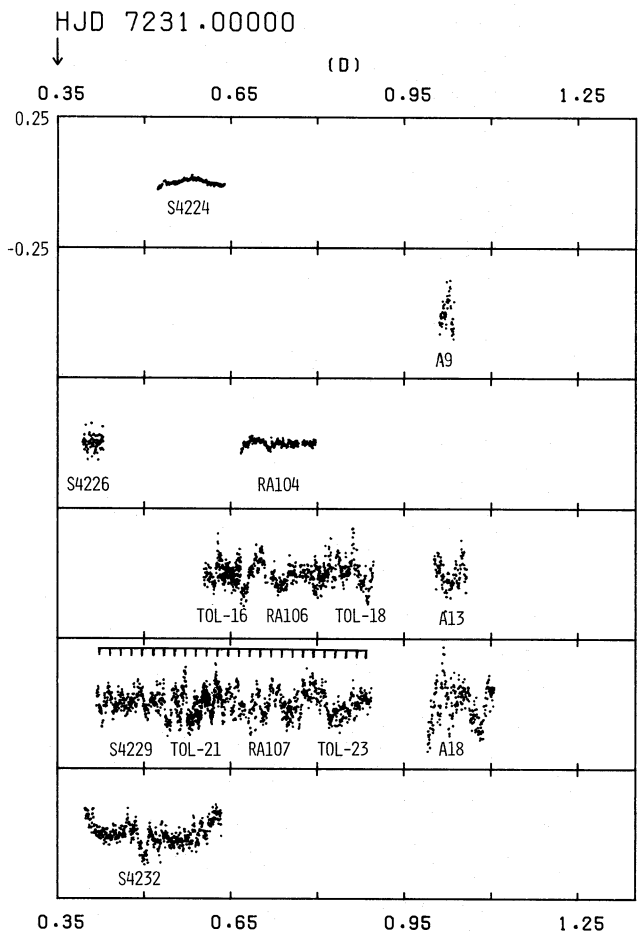 HJD 7231.00000
(D)
0.35 0.65 0.95 1.25
0.25
S4224
-0.25
A9
S4226 RA104
TOL-16 RA106 TOL-18 A13
S4229 TOL-21 RA107 TOL-23 A18
S4232
0.35 0.65 0.95 1.25